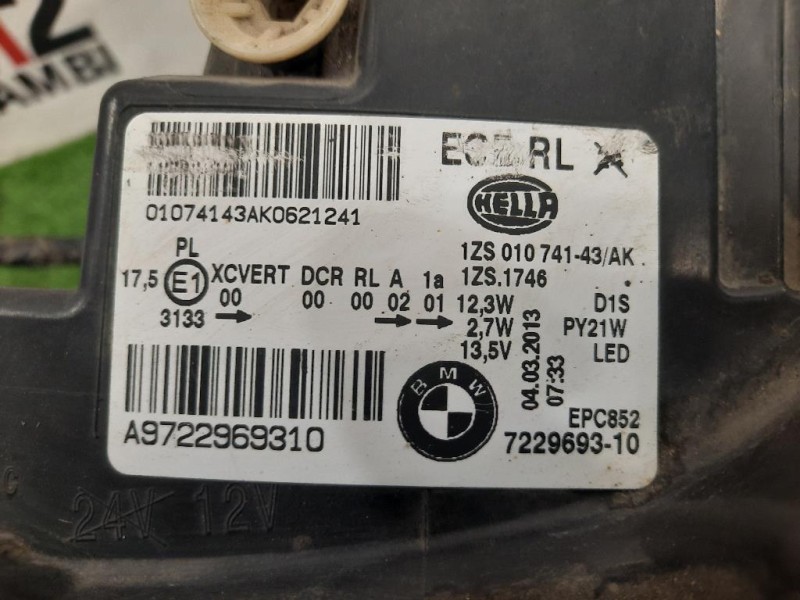 ECE RL
01074143AK0621241
HELLA
1ZS 010 741-43/AK
1ZS.1746
PL
17,5 E1 XCVERT DCR RL A 1a
00 00 00 02 01
3133
12,3W D1S
2,7W PY21W
13,5V LED
04.03.2013
07:33
BMW
EPC852
A9722969310
7229693-10
24V 12V